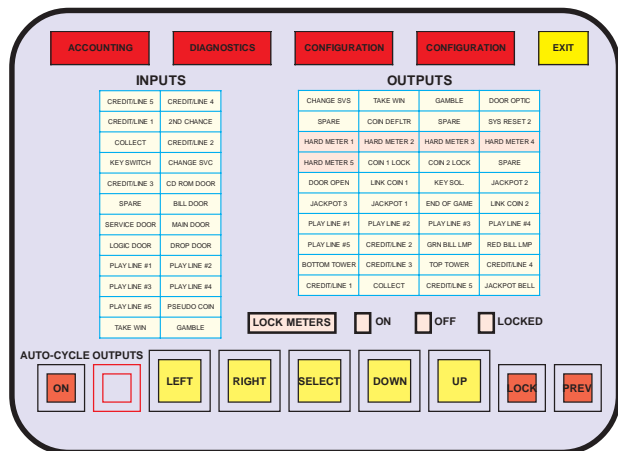 ACCOUNTING DIAGNOSTICS CONFIGURATION CONFIGURATION EXIT
INPUTS OUTPUTS
CREDIT/LINE 5 CREDIT/LINE 4
CREDIT/LINE 1 2ND CHANCE
COLLECT CREDIT/LINE 2
KEY SWITCH CHANGE SVC
CREDIT/LINE 3 CD ROM DOOR
SPARE BILL DOOR
SERVICE DOOR MAIN DOOR
LOGIC DOOR DROP DOOR
PLAY LINE #1 PLAY LINE #2
PLAY LINE #3 PLAY LINE #4
PLAY LINE #5 PSEUDO COIN
TAKE WIN GAMBLE
CHANGE SVS TAKE WIN GAMBLE DOOR OPTIC
SPARE COIN DEFLTR SPARE SYS RESET 2
HARD METER 1 HARD METER 2 HARD METER 3 HARD METER 4
HARD METER 5 COIN 1 LOCK COIN 2 LOCK SPARE
DOOR OPEN LINK COIN 1 KEY SOL. JACKPOT 2
JACKPOT 3 JACKPOT 1 END OF GAME LINK COIN 2
PLAY LINE #1 PLAY LINE #2 PLAY LINE #3 PLAY LINE #4
PLAY LINE #5 CREDIT/LINE 2 GRN BILL LMP RED BILL LMP
BOTTOM TOWER CREDIT/LINE 3 TOP TOWER CREDIT/LINE 4
CREDIT/LINE 1 COLLECT CREDIT/LINE 5 JACKPOT BELL
LOCK METERS ON OFF LOCKED
AUTO-CYCLE OUTPUTS
ON LEFT RIGHT SELECT DOWN UP LOCK PREV